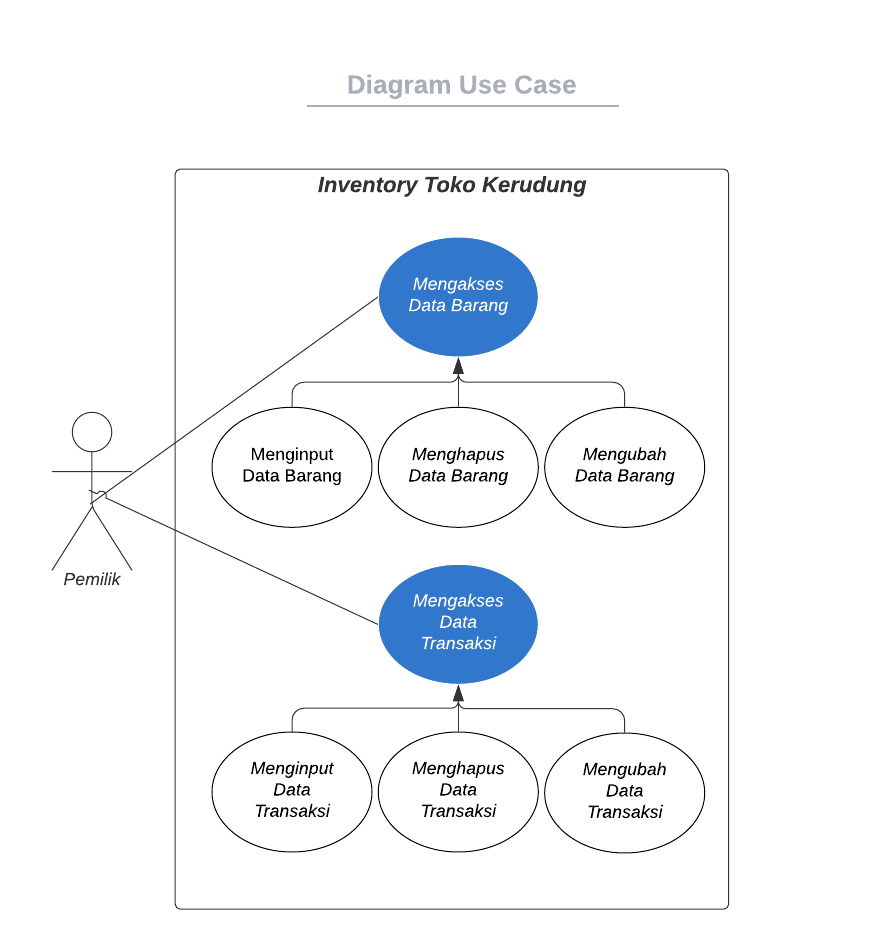 Diagram Use Case
Inventory Toko Kerudung
Mengakses
Data Barang
Menginput
Data Barang
Menghapus
Data Barang
Mengubah
Data Barang
Pemilik
Mengakses
Data
Transaksi
Menginput
Data
Transaksi
Menghapus
Data
Transaksi
Mengubah
Data
Transaksi